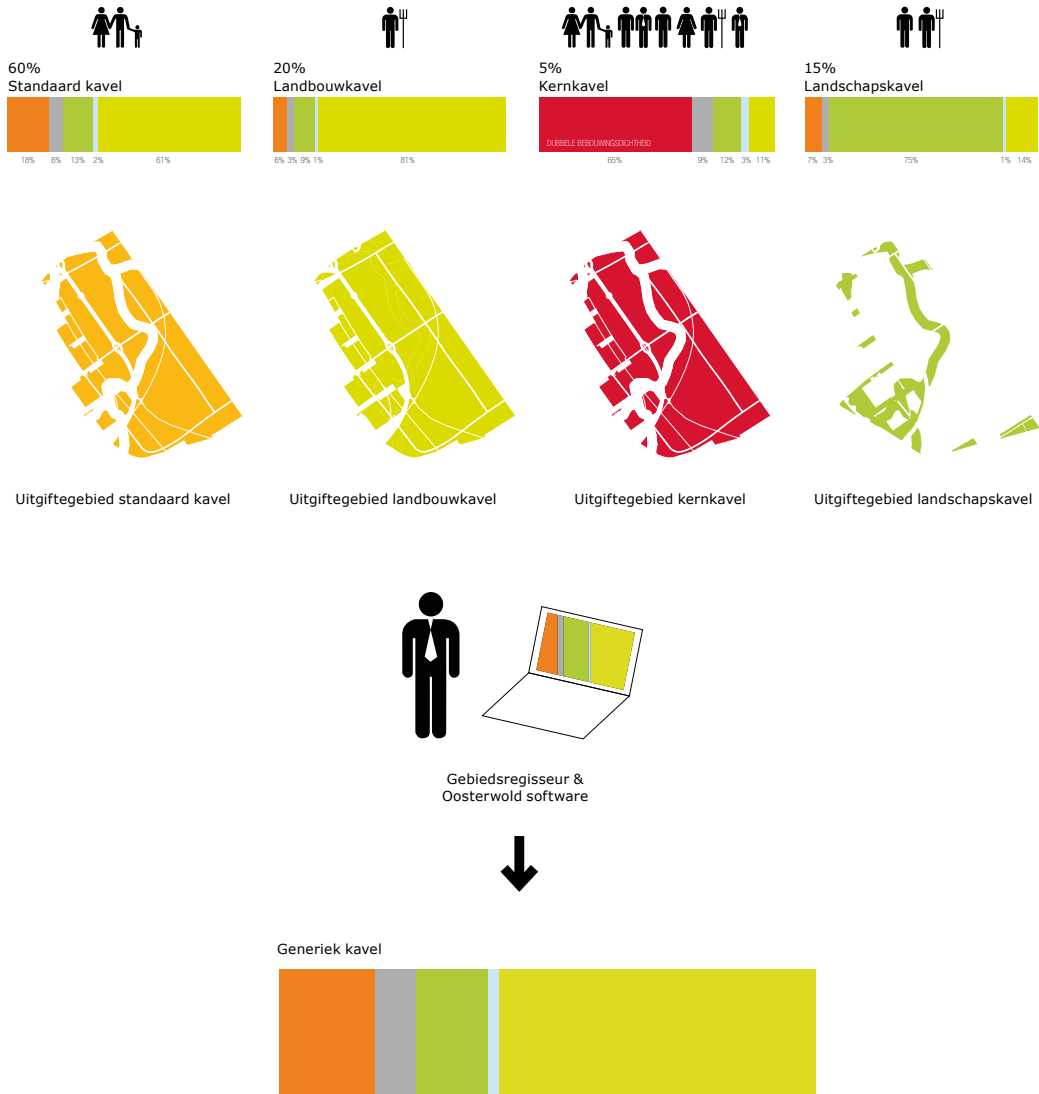 60%
Standaard kavel
18% 6% 13% 2% 61%
20%
Landbouwkavel
6% 3% 9% 1% 81%
5%
Kernkavel
DUBBELE BEBOUWINGSDICHTHEID
65% 9% 12% 3% 11%
15%
Landschapskavel
7% 3% 75% 1% 14%
Uitgiftegebied standaard kavel
Uitgiftegebied landbouwkavel
Uitgiftegebied kernkavel
Uitgiftegebied landschapskavel
Gebiedsregisseur &
Oosterwold software
Generiek kavel